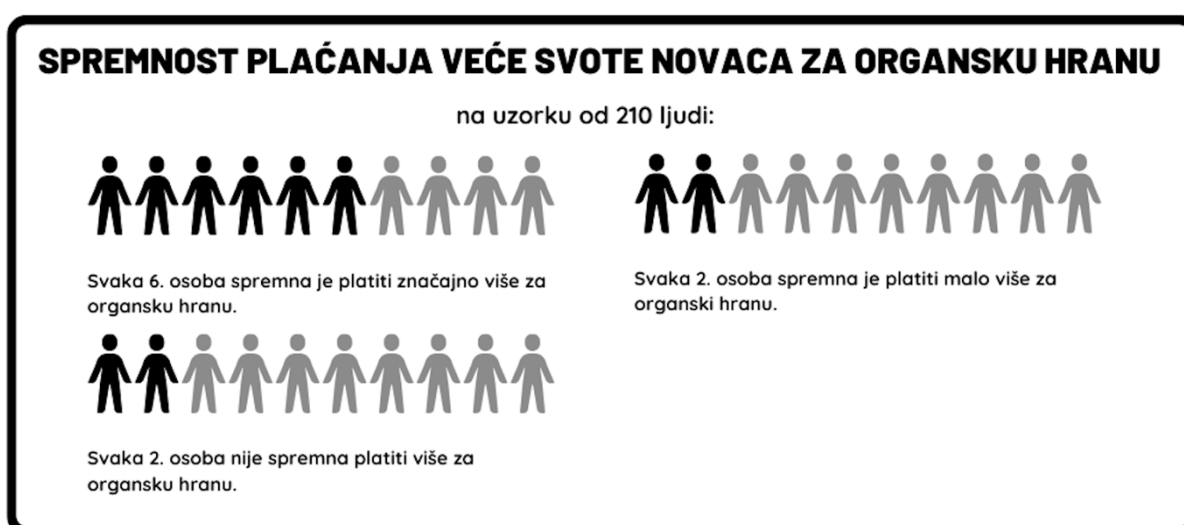 SPREMNOST PLAĆANJA VEĆE SVOTE NOVACA ZA ORGANSKU HRANU
na uzorku od 210 ljudi:
Svaka 6. osoba spremna je platiti značajno više za
organsku hranu.
Svaka 2. osoba spremna je platiti malo više za
organski hranu.
Svaka 2. osoba nije spremna platiti više za
organsku hranu.